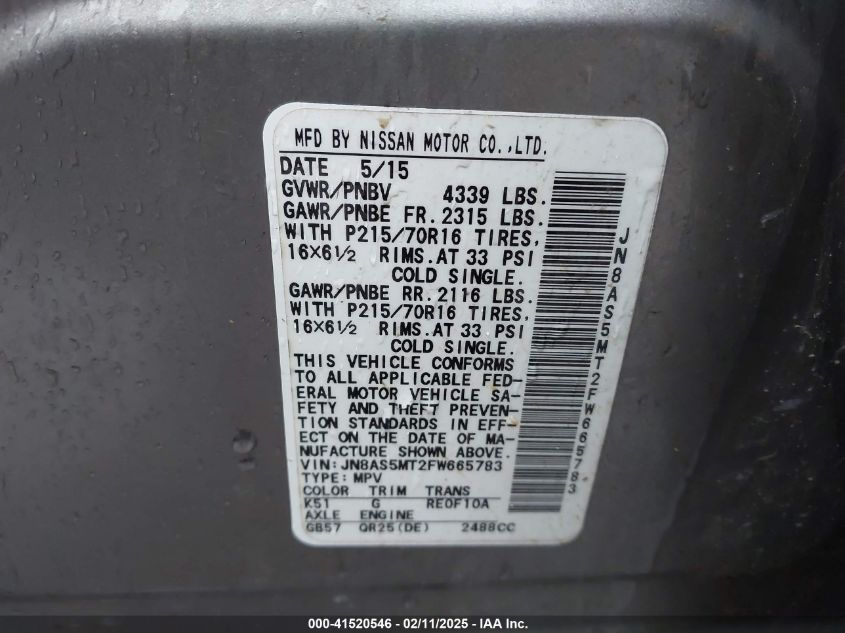 MFD BY NISSAN MOTOR CO.,LTD.
DATE 5/15
GVWR/PNBV 4339 LBS.
GAWR/PNBE FR. 2315 LBS.
WITH P215/70R16 TIRES,
16X6½ RIMS.AT 33 PSI
COLD SINGLE.
GAWR/PNBE RR. 2116 LBS.
WITH P215/70R16 TIRES,
16X6½ RIMS.AT 33 PSI
COLD SINGLE.
THIS VEHICLE CONFORMS
TO ALL APPLICABLE FED-
ERAL MOTOR VEHICLE SA-
FETY AND THEFT PREVEN-
TION STANDARDS IN EFF-
ECT ON THE DATE OF MA-
NUFACTURE SHOWN ABOVE.
VIN:JN8AS5MT2FW665783
TYPE:MPV
COLOR TRIM TRANS
K51 G RE0F10A
AXLE ENGINE
GB57 QR25(DE) 2488CC
JN8AS5MT2FW665783
000-41520546 - 02/11/2025 - IAA Inc.